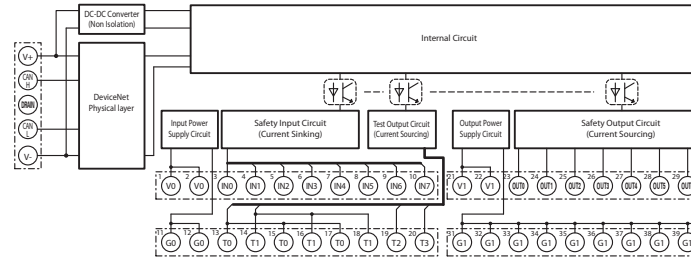 DC-DC Converter
(Non Isolation)
Internal Circuit
V+
CAN
H
DRAIN
CAN
L
V-
DeviceNet
Physical layer
Input Power
Supply Circuit
Safety Input Circuit
(Current Sinking)
Test Output Circuit
(Current Sourcing)
Output Power
Supply Circuit
Safety Output Circuit
(Current Sourcing)
1 2 3 4 5 6 7 8 9 10
V0 V0 IN0 IN1 IN2 IN3 IN4 IN5 IN6 IN7
21 22 23 24 25 26 27 28 29
V1 V1 OUT0 OUT1 OUT2 OUT3 OUT4 OUT5 OUT6
11 12 13 14 15 16 17 18 19 20
G0 G0 T0 T1 T0 T1 T0 T1 T2 T3
31 32 33 34 35 36 37 38 39
G1 G1 G1 G1 G1 G1 G1 G1 G1